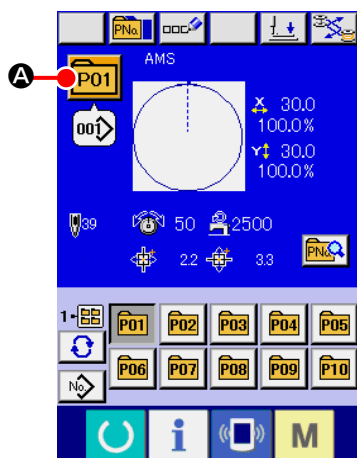 PNo.
AMS
A
P01
001
X 30.0
100.0%
Y 30.0
100.0%
39
50
2500
2.2
3.3
PNo.
1-
P01 P02 P03 P04 P05
No.
P06 P07 P08 P09 P10
i
M